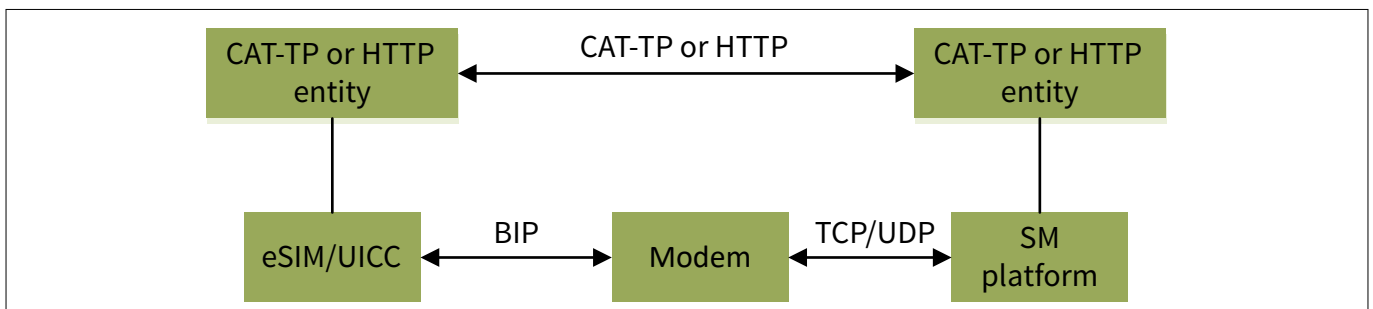 CAT-TP or HTTP
entity
CAT-TP or HTTP
CAT-TP or HTTP
entity
eSIM/UICC
BIP
Modem
TCP/UDP
SM
platform